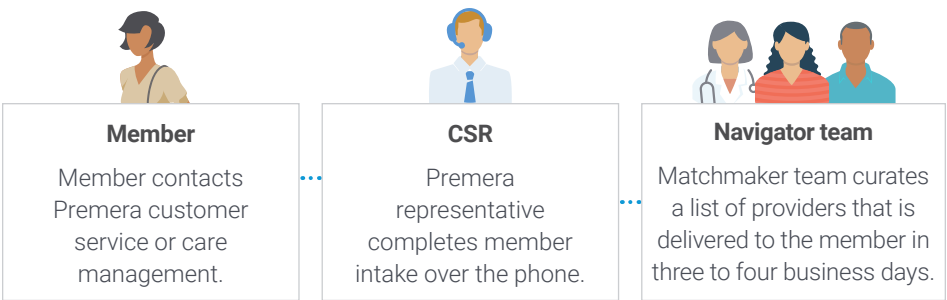 Member
Member contacts
Premera customer
service or care
management.
CSR
Premera
representative
completes member
intake over the phone.
Navigator team
Matchmaker team curates
a list of providers that is
delivered to the member in
three to four business days.